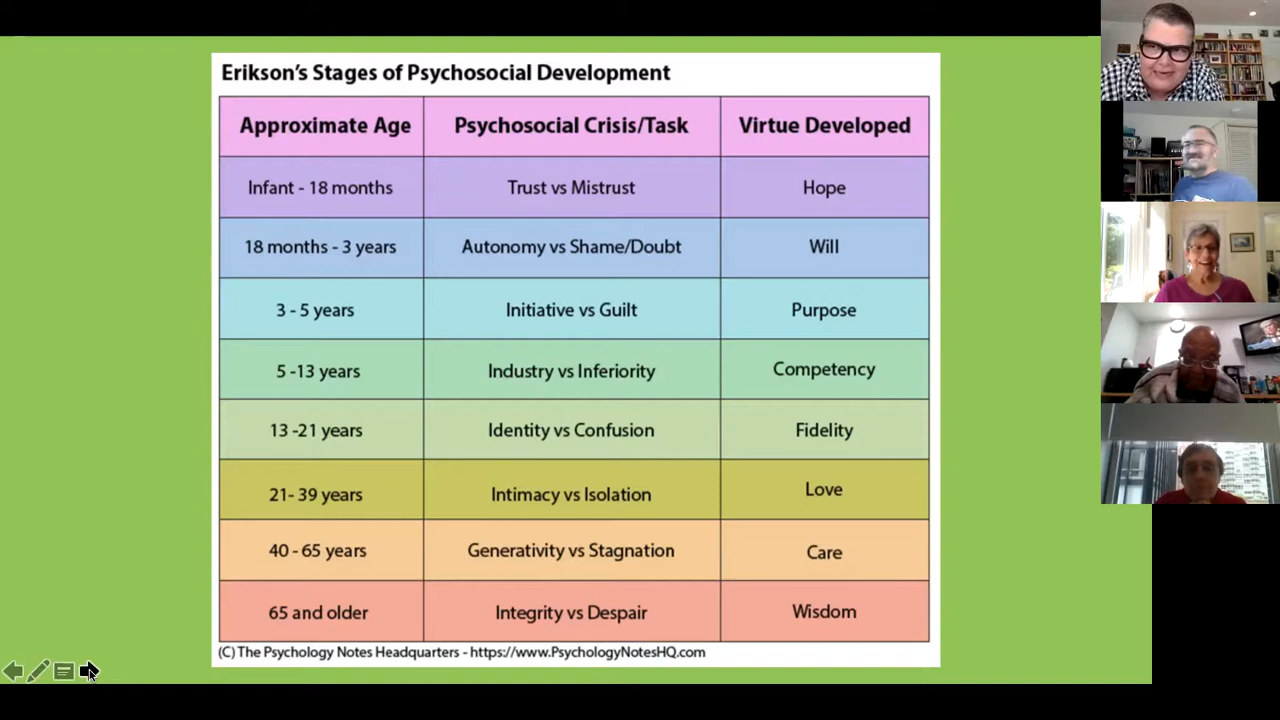 Erikson's Stages of Psychosocial Development
Approximate Age Psychosocial Crisis/Task Virtue Developed
Infant - 18 months Trust vs Mistrust Hope
18 months - 3 years Autonomy vs Shame/Doubt Will
3 - 5 years Initiative vs Guilt Purpose
5 -13 years Industry vs Inferiority Competency
13 -21 years Identity vs Confusion Fidelity
21- 39 years Intimacy vs Isolation Love
40 - 65 years Generativity vs Stagnation Care
65 and older Integrity vs Despair Wisdom
(C) The Psychology Notes Headquarters - https://www.PsychologyNotesHQ.com